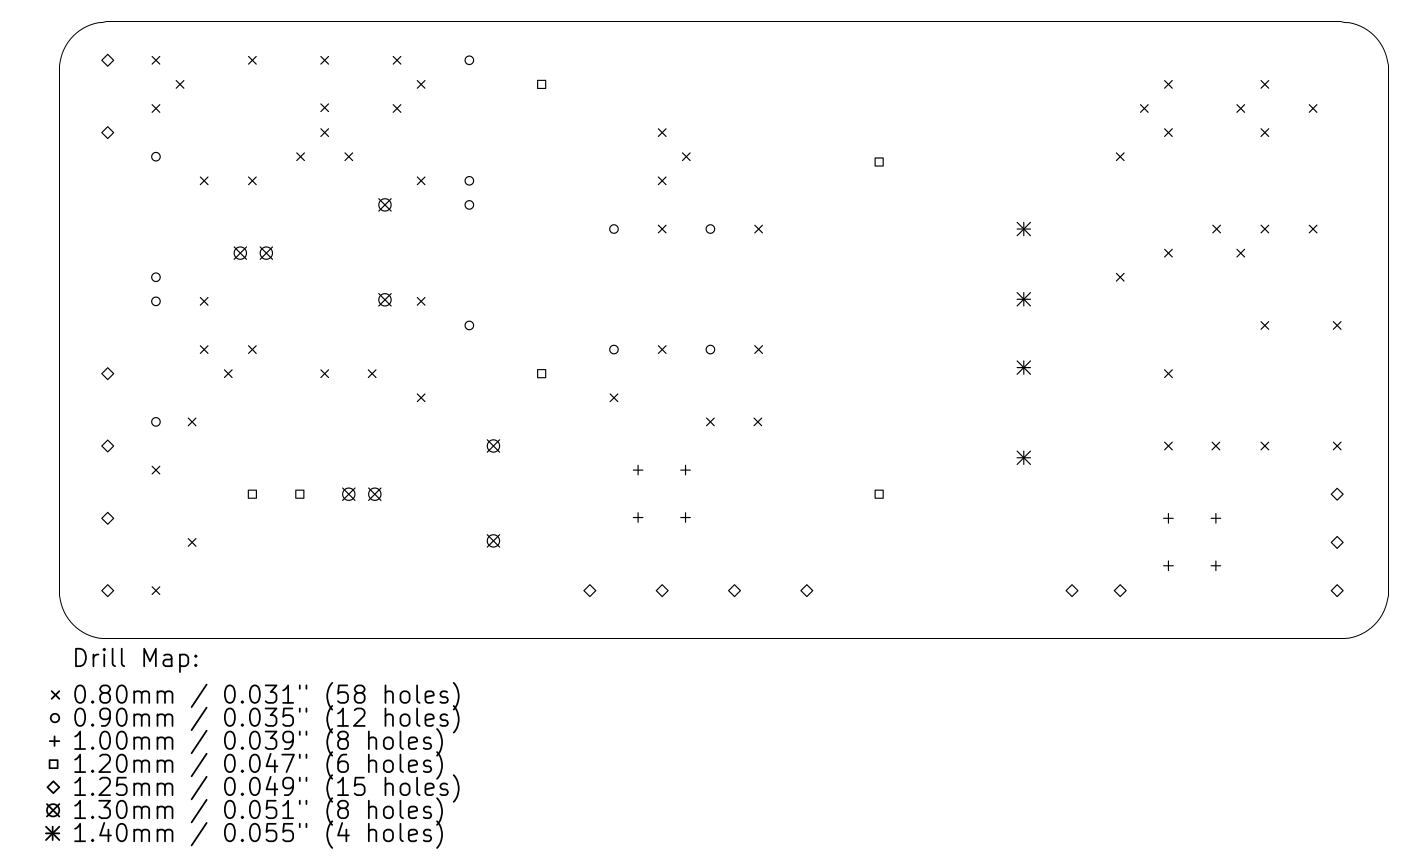 Drill Map:
0.80mm / 0.031" (58 holes)
0.90mm / 0.035" (12 holes)
1.00mm / 0.039" (8 holes)
1.20mm / 0.047" (6 holes)
1.25mm / 0.049" (15 holes)
1.30mm / 0.051" (8 holes)
1.40mm / 0.055" (4 holes)